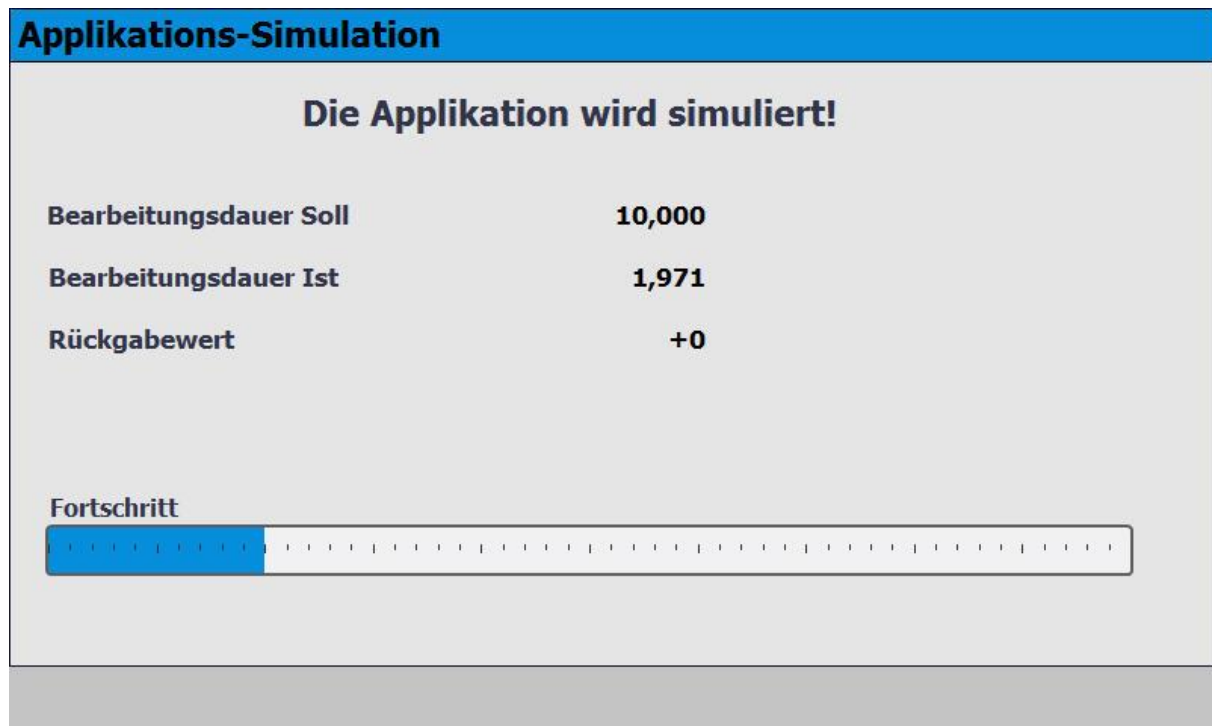 Applikations-Simulation
Die Applikation wird simuliert!
Bearbeitungsdauer Soll 10,000
Bearbeitungsdauer Ist 1,971
Rückgabewert +0
Fortschritt